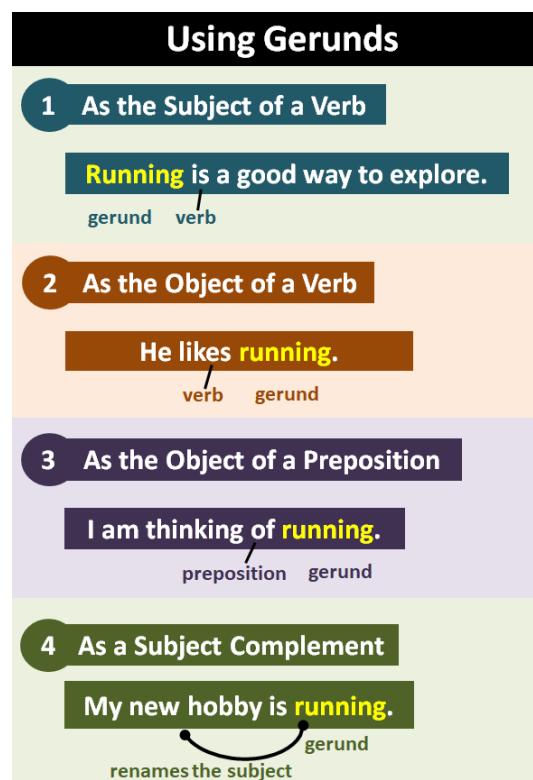 Using Gerunds
1 As the Subject of a Verb
Running is a good way to explore.
gerund verb
2 As the Object of a Verb
He likes running.
verb gerund
3 As the Object of a Preposition
I am thinking of running.
preposition gerund
4 As a Subject Complement
My new hobby is running.
gerund
renames the subject